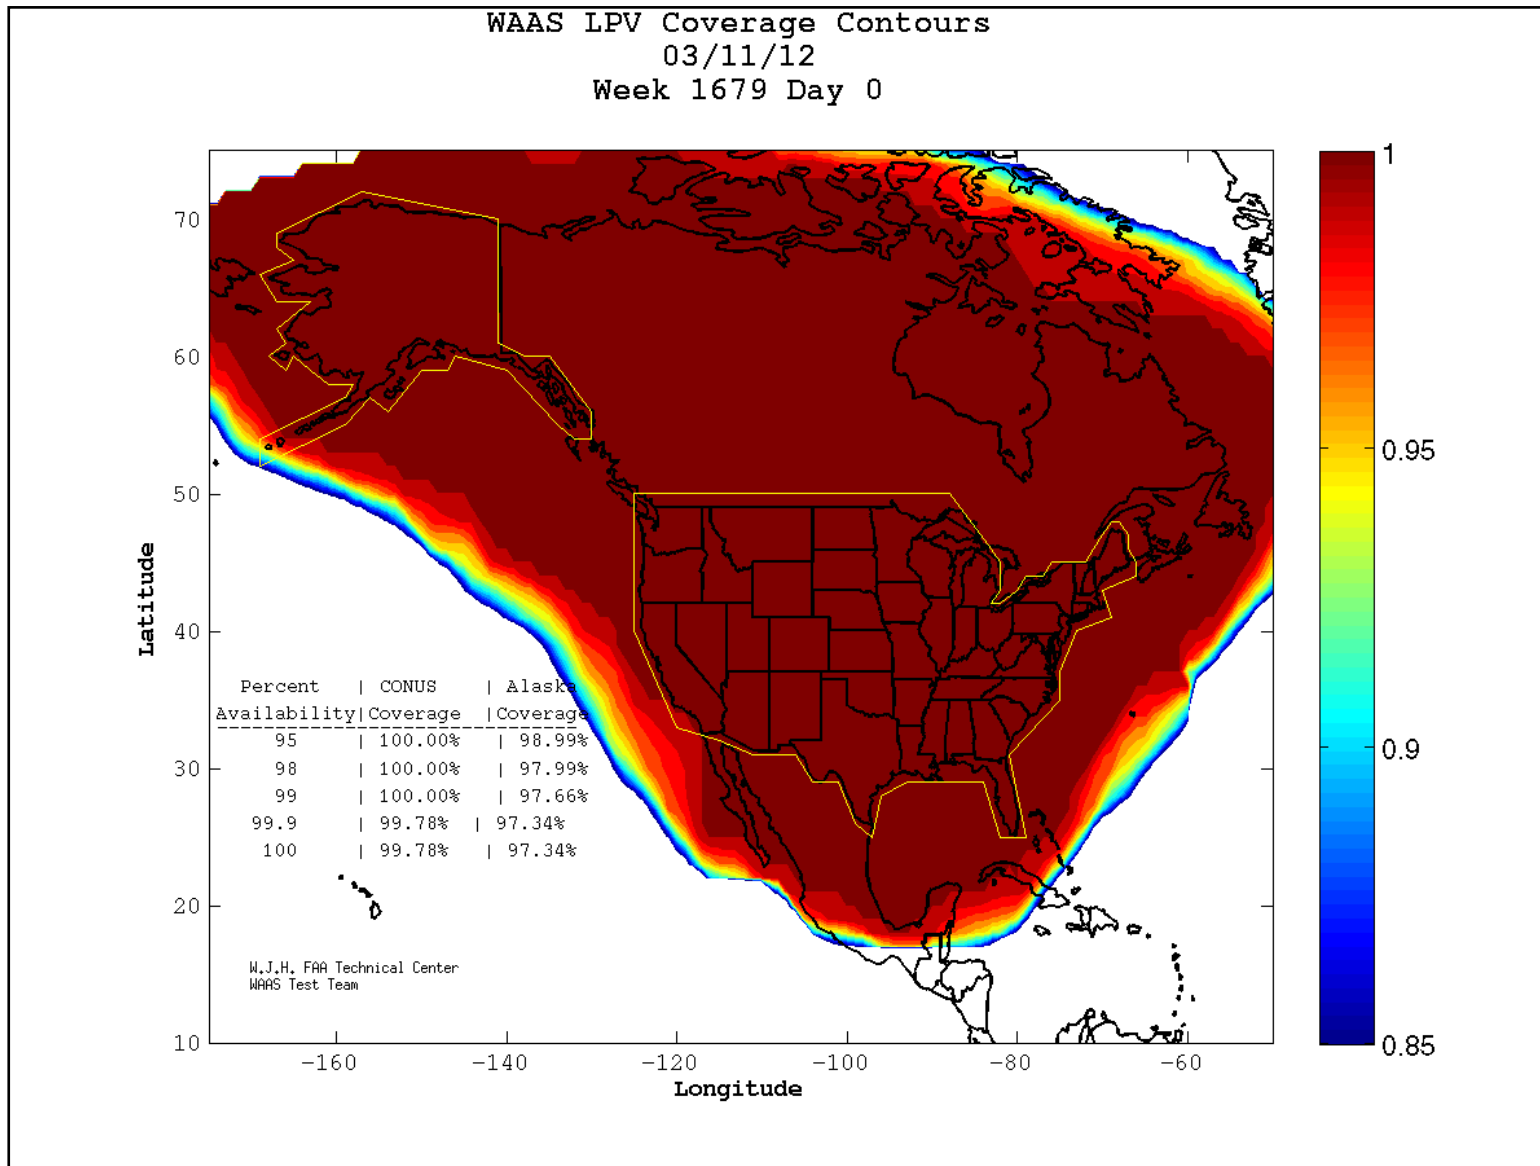 WAAS LPV Coverage Contours
03/11/12
Week 1679 Day 0
1
0.95
0.9
0.85
70
60
50
40
30
20
10
Latitude
Percent | CONUS | Alaska
Availability|Coverage |Coverage
95 | 100.00% | 98.99%
98 | 100.00% | 97.99%
99 | 100.00% | 97.66%
99.9 | 99.78% | 97.34%
100 | 99.78% | 97.34%
W.J.H. FAA Technical Center
WAAS Test Team
-160 -140 -120 -100 -80 -60
Longitude